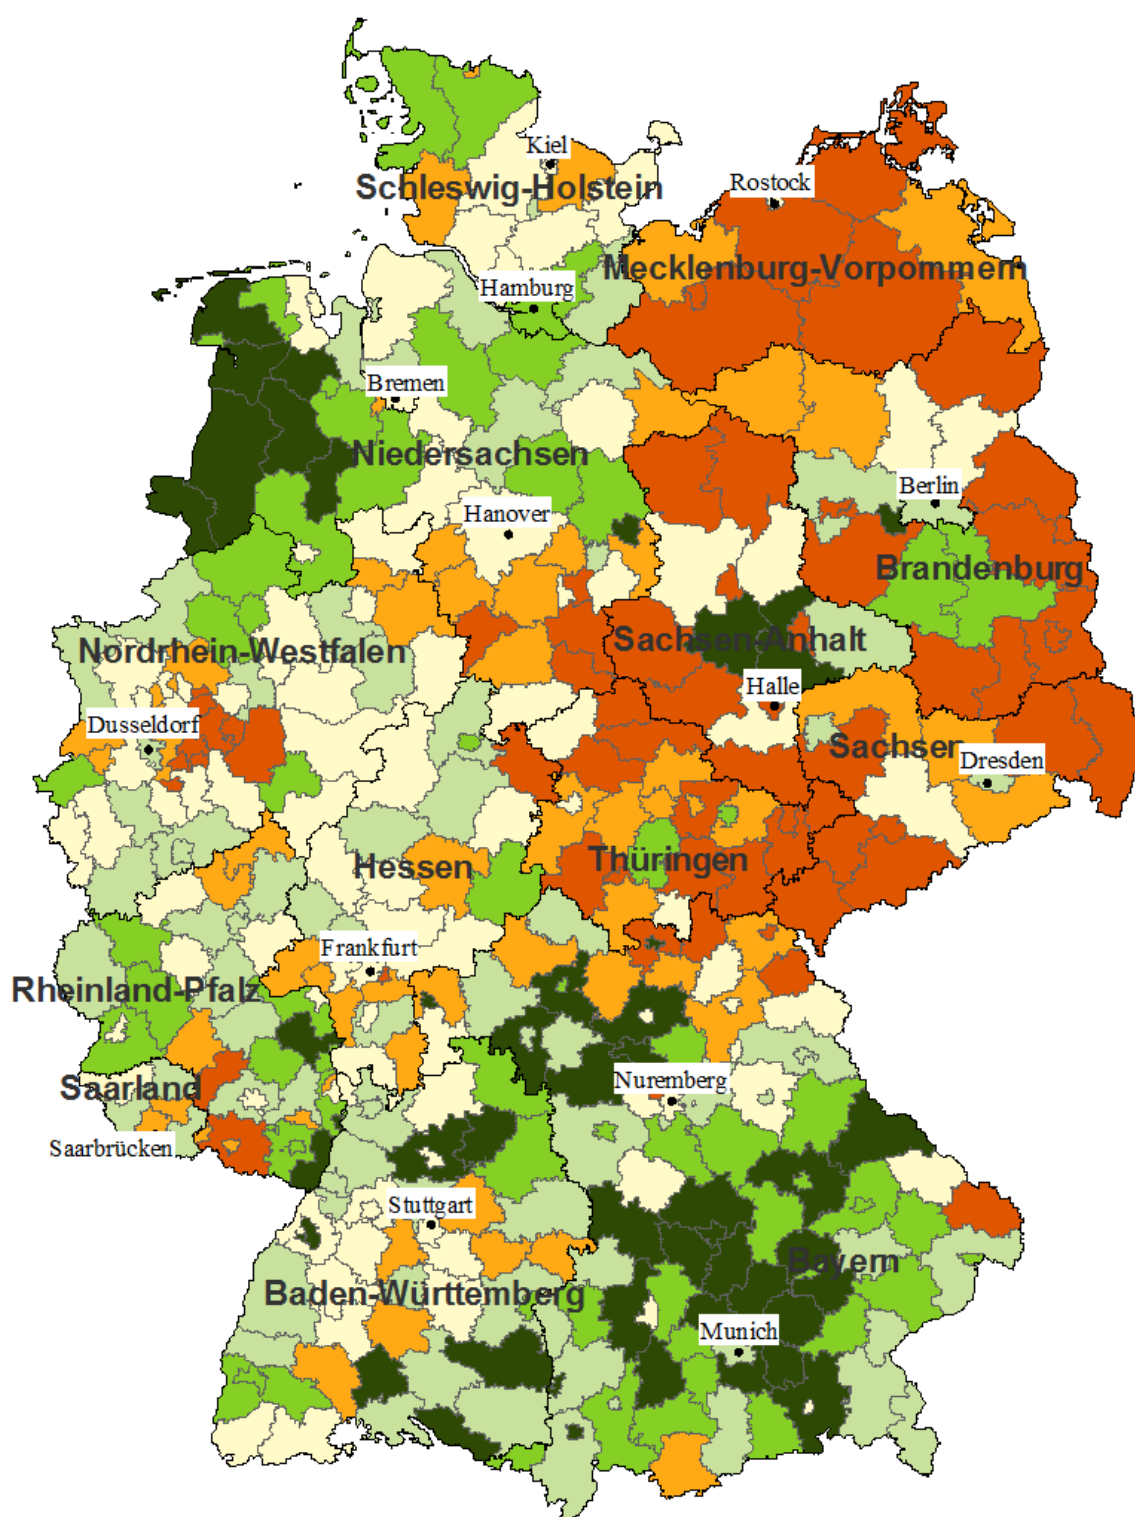 Kiel
Schleswig-Holstein
Rostock
Mecklenburg-Vorpommern
Hamburg
Bremen
Niedersachsen
Berlin
Hanover
Brandenburg
Sachsen-Anhalt
Nordrhein-Westfalen
Halle
Dusseldorf
Sachsen
Dresden
Thüringen
Hessen
Frankfurt
Rheinland-Pfalz
Nuremberg
Saarland
Saarbrücken
Stuttgart
Bayern
Baden-Württemberg
Munich